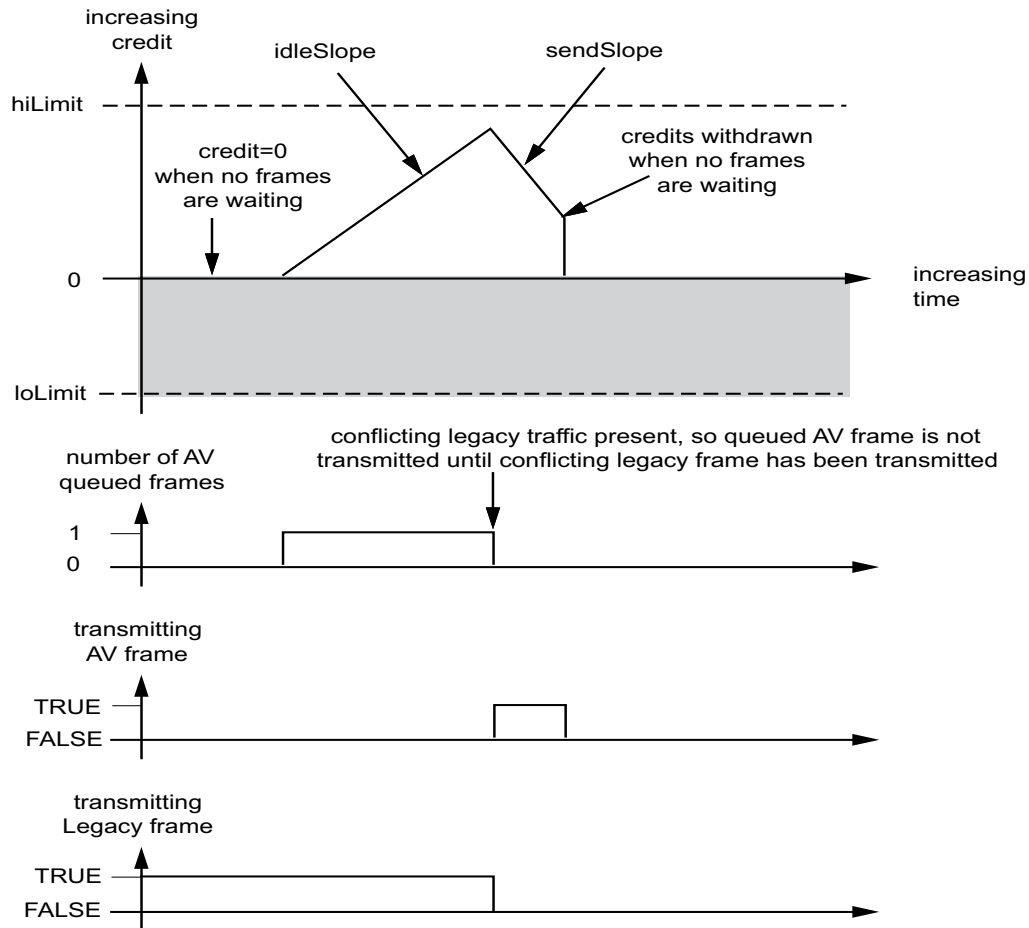 increasing
credit
idleSlope
sendSlope
hiLimit
credit=0
when no frames
are waiting
credits withdrawn
when no frames
are waiting
0
increasing
time
loLimit
conflicting legacy traffic present, so queued AV frame is not
transmitted until conflicting legacy frame has been transmitted
number of AV
queued frames
1
0
transmitting
AV frame
TRUE
FALSE
transmitting
Legacy frame
TRUE
FALSE